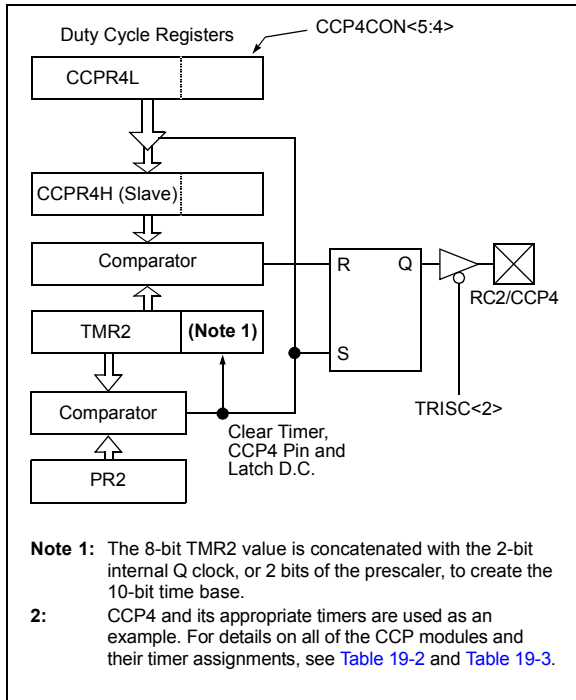 Duty Cycle Registers
CCP4CON<5:4>
CCPR4L
CCPR4H (Slave)
Comparator
R
Q
RC2/CCP4
TMR2
(Note 1)
S
TRISC<2>
Comparator
Clear Timer,
CCP4 Pin and
Latch D.C.
PR2
Note 1: The 8-bit TMR2 value is concatenated with the 2-bit
internal Q clock, or 2 bits of the prescaler, to create the
10-bit time base.
2: CCP4 and its appropriate timers are used as an
example. For details on all of the CCP modules and
their timer assignments, see Table 19-2 and Table 19-3.